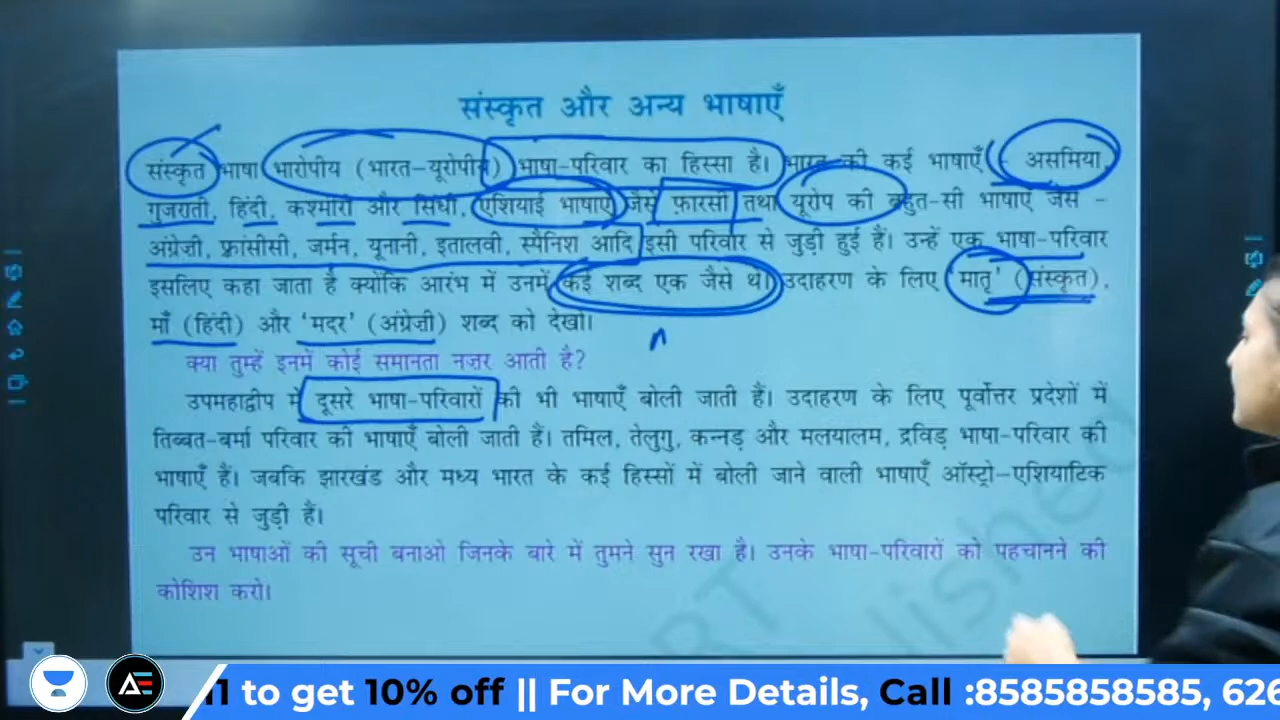 संस्कृत और अन्य भाषाएँ
संस्कृत भाषा भारोपीय (भारत-यूरोपीय) भाषा-परिवार का हिस्सा है। भारत की कई भाषाएँ - असमिया,
गुजराती, हिंदी, कश्मीरी और सिंधी, एशियाई भाषाएँ जैसे फ़ारसी तथा यूरोप की बहुत-सी भाषाएँ जैसे -
अंग्रेज़ी, फ़्रांसीसी, जर्मन, यूनानी, इतालवी, स्पैनिश आदि इसी परिवार से जुड़ी हुई हैं। उन्हें एक भाषा-परिवार
इसलिए कहा जाता है क्योंकि आरंभ में उनमें कई शब्द एक जैसे थे। उदाहरण के लिए 'मातृ' (संस्कृत),
माँ (हिंदी) और 'मदर' (अंग्रेज़ी) शब्द को देखो।
क्या तुम्हें इनमें कोई समानता नज़र आती है?
उपमहाद्वीप में दूसरे भाषा-परिवारों की भी भाषाएँ बोली जाती हैं। उदाहरण के लिए पूर्वोत्तर प्रदेशों में
तिब्बत-बर्मा परिवार की भाषाएँ बोली जाती हैं। तमिल, तेलुगु, कन्नड़ और मलयालम, द्रविड़ भाषा-परिवार की
भाषाएँ हैं। जबकि झारखंड और मध्य भारत के कई हिस्सों में बोली जाने वाली भाषाएँ ऑस्ट्रो-एशियाटिक
परिवार से जुड़ी हैं।
उन भाषाओं की सूची बनाओ जिनके बारे में तुमने सुन रखा है। उनके भाषा-परिवारों को पहचानने की
कोशिश करो।
to get 10% off || For More Details, Call :8585858585, 626